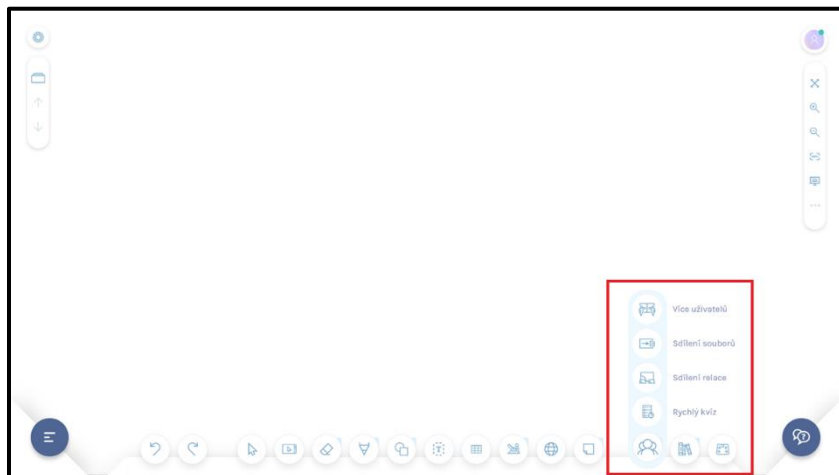 Více uživatelů
Sdílení souborů
Sdílení relace
Rychlý kvíz